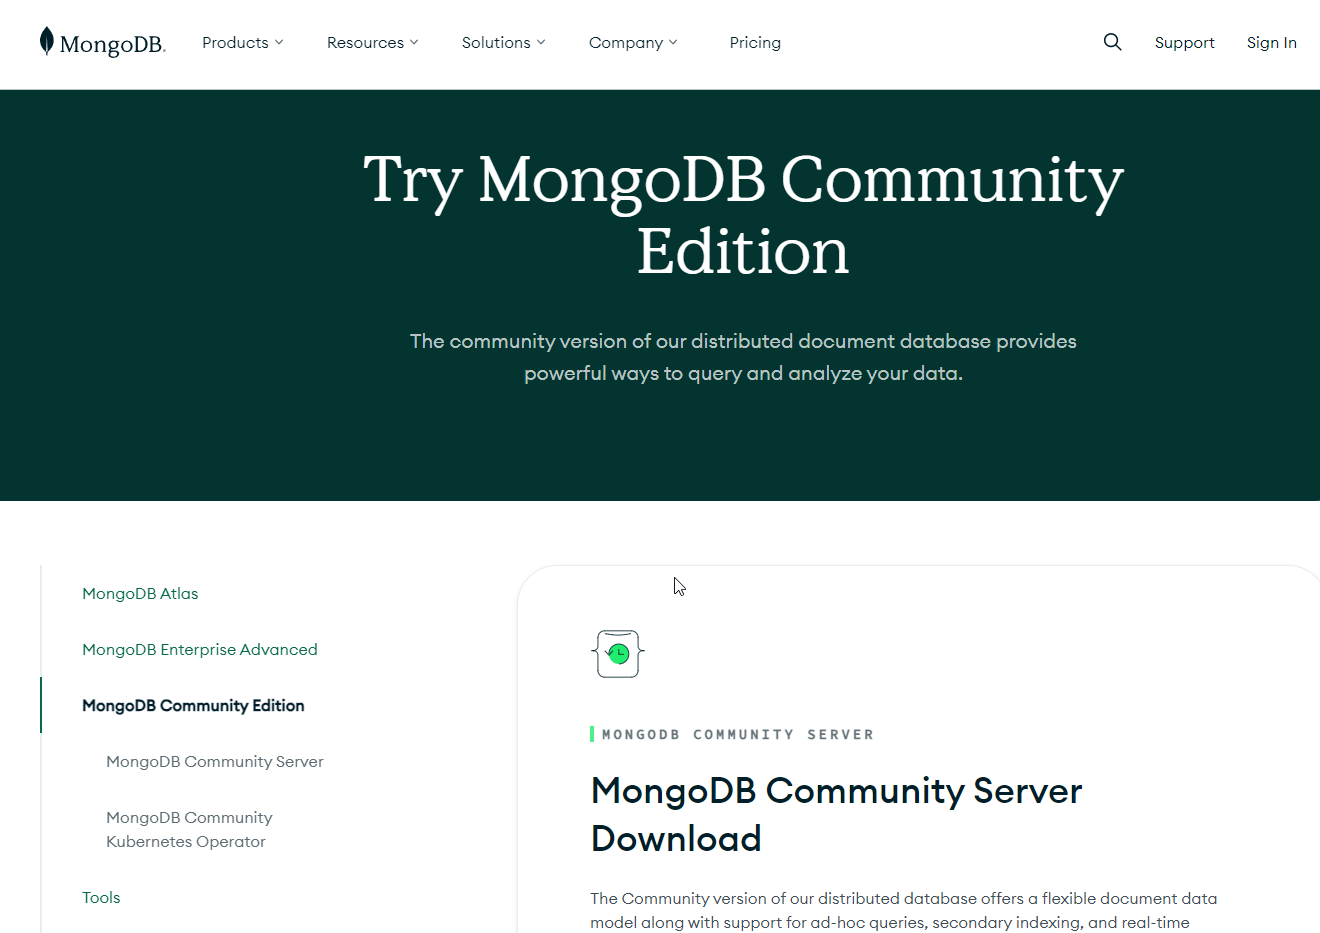 MongoDB.
Products
Resources
Solutions
Company
Pricing
Support
Sign In
Try MongoDB Community
Edition
The community version of our distributed document database provides
powerful ways to query and analyze your data.
MongoDB Atlas
MongoDB Enterprise Advanced
MongoDB Community Edition
MongoDB Community Server
MongoDB Community
Kubernetes Operator
Tools
MONGODB COMMUNITY SERVER
MongoDB Community Server
Download
The Community version of our distributed database offers a flexible document data
model along with support for ad-hoc queries, secondary indexing, and real-time